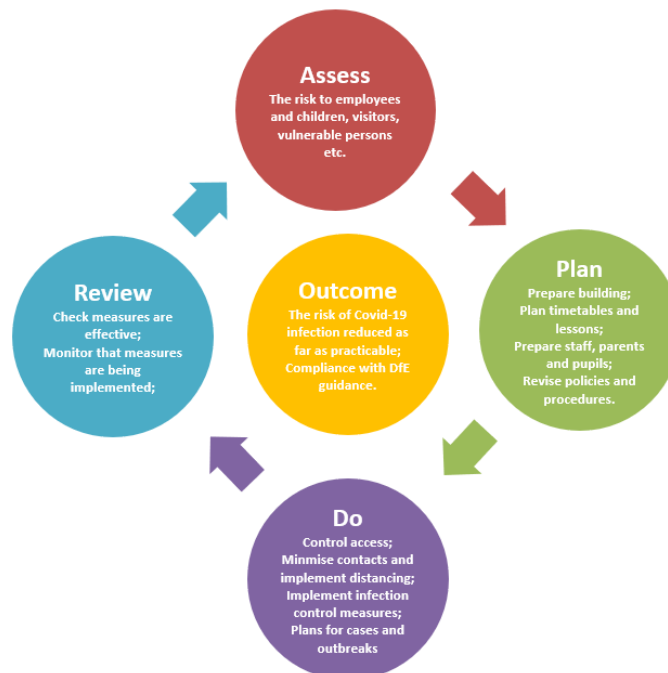 Assess
The risk to employees
and children, visitors,
vulnerable persons
etc.
Plan
Prepare building;
Plan timetables and
lessons;
Prepare staff, parents
and pupils;
Revise policies and
procedures.
Review
Check measures are
effective;
Monitor that measures
are being
implemented;
Outcome
The risk of Covid-19
infection reduced as
far as practicable;
Compliance with DfE
guidance.
Do
Control access;
Minmise contacts and
implement distancing;
Implement infection
control measures;
Plans for cases and
outbreaks